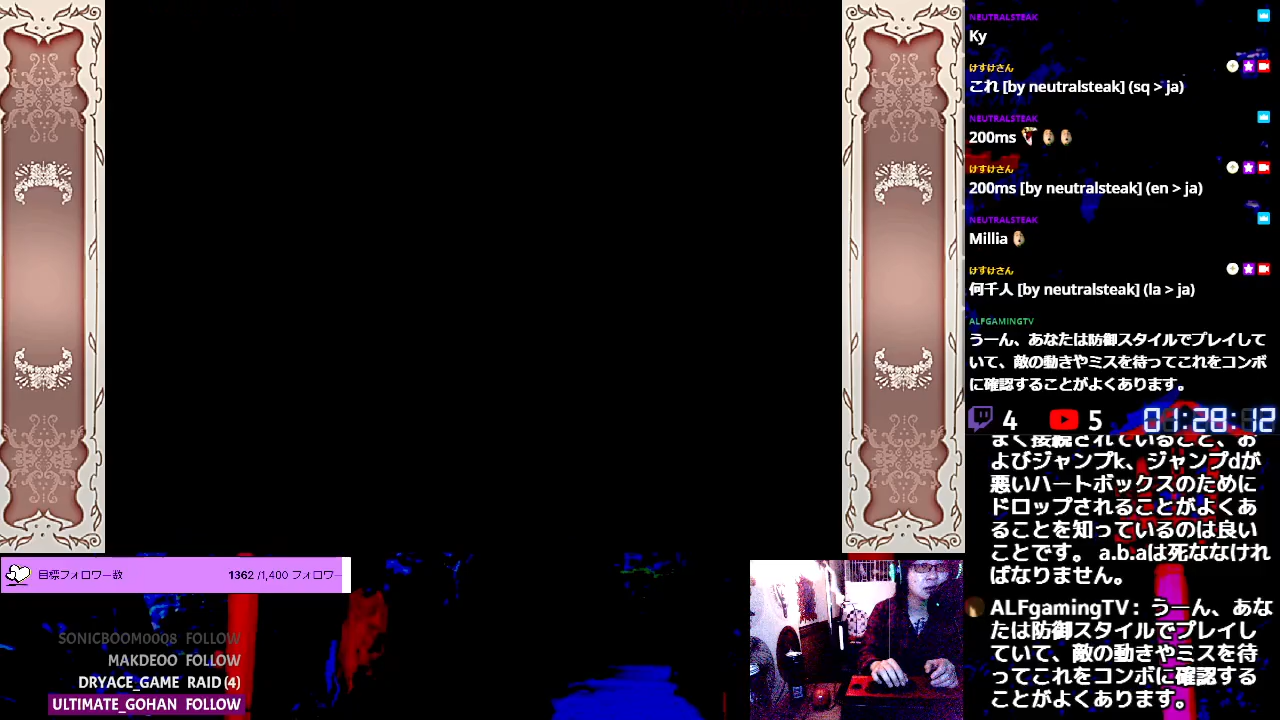 NEUTRALSTEAK
Ky
けすけさん
これ [by neutralsteak] (sq > ja)
NEUTRALSTEAK
200ms
けすけさん
200ms [by neutralsteak] (en > ja)
NEUTRALSTEAK
Millia
けすけさん
何千人 [by neutralsteak] (la > ja)
ALFGAMINGTV
うーん、あなたは防御スタイルでプレイして
いて、敵の動きやミスを待ってこれをコンボ
に確認することがよくあります。
4 5 01:28:12
まく接続されていること、お
よびジャンプk、ジャンプdが
悪いハートボックスのために
ドロップされることがよくあ
ることを知っているのは良い
ことです。 a.b.aは死ななけれ
ばなりません。
ALFgamingTV: うーん、あな
たは防御スタイルでプレイし
ていて、敵の動きやミスを待
ってこれをコンボに確認する
ことがよくあります。
目標フォロワー数 1362 /1,400 フォロワー
SONICBOOM0008 FOLLOW
MAKDEOO FOLLOW
DRYACE_GAME RAID(4)
ULTIMATE_GOHAN FOLLOW